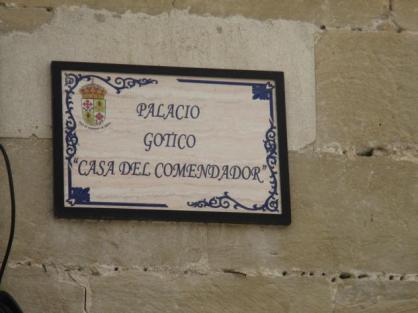 PALACIO
GOTICO
"CASA DEL COMENDADOR"